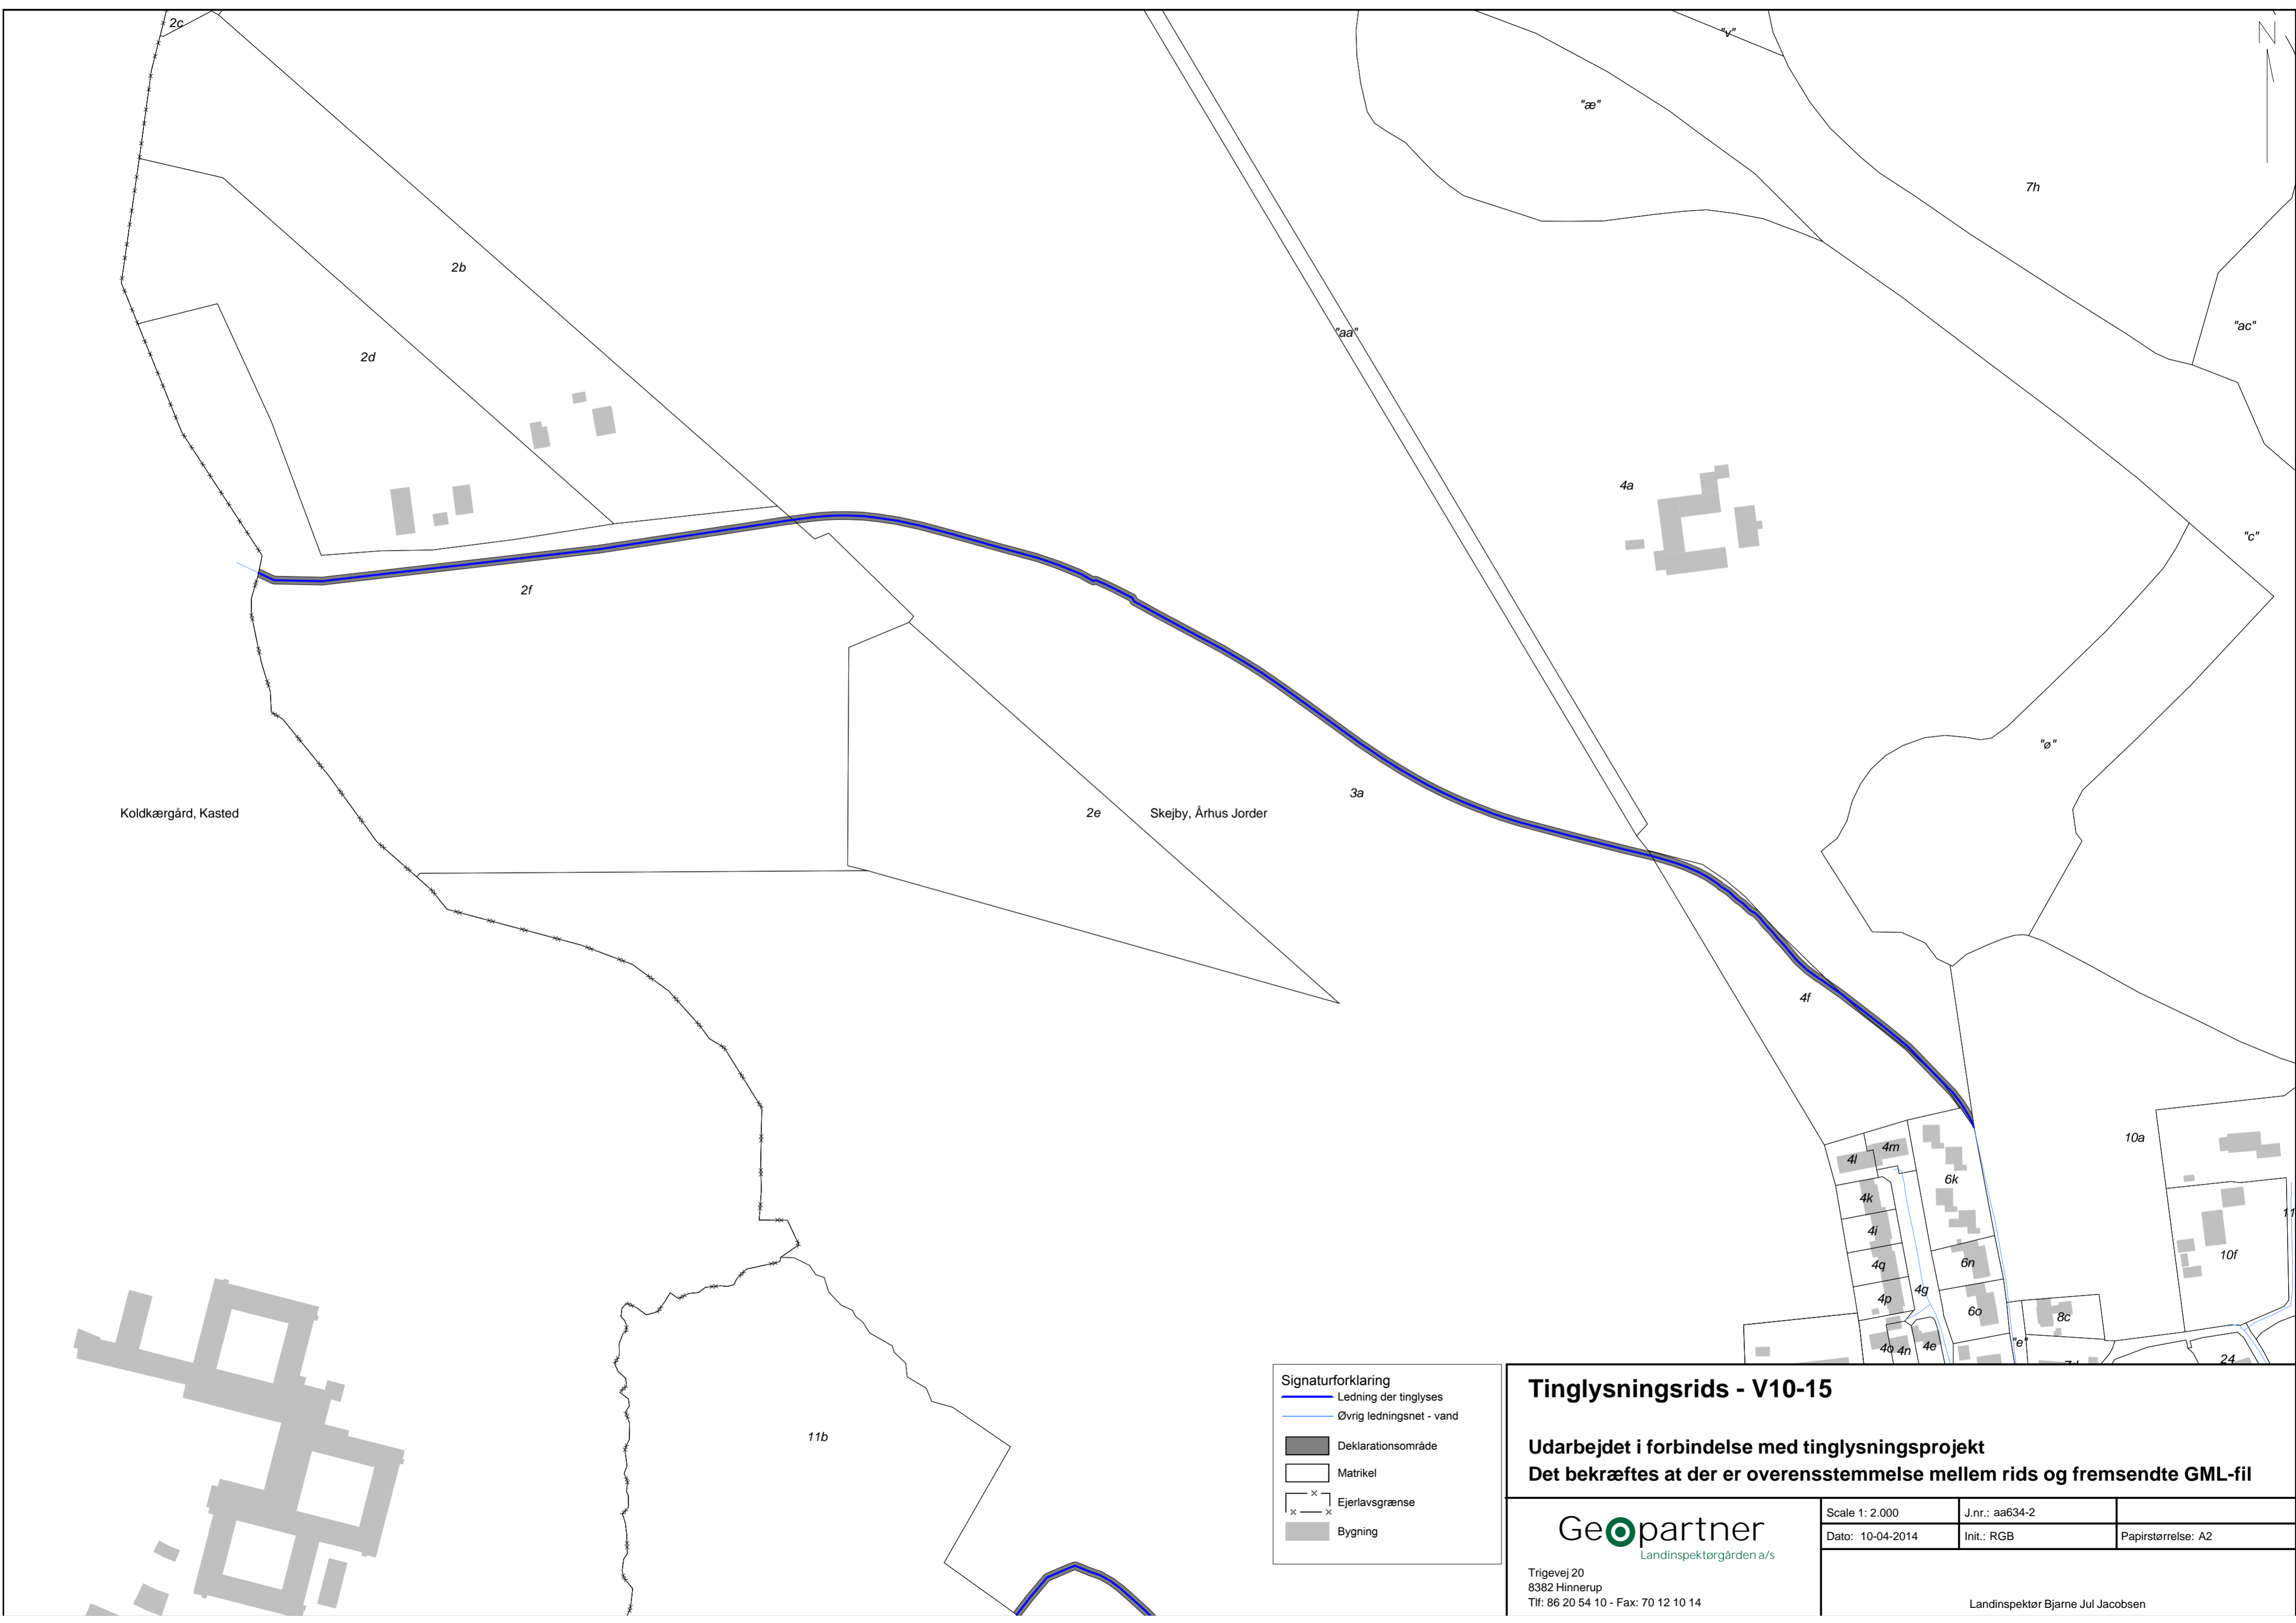 2c
"v"
N
"æ"
7h
2b
"aa"
"ac"
2d
4a
"c"
2f
"ø"
Koldkærgård, Kasted
2e
Skejby, Århus Jorder
3a
4f
10a
4l
4m
6k
4k
4i
11
4q
6n
10f
4p
4g
6o
8c
4o
4n
4e
"e"
24
11b
Signaturforklaring
Ledning der tinglyses
Øvrig ledningsnet - vand
Deklarationsområde
Matrikel
Ejerlavsgrænse
Bygning
Tinglysningsrids - V10-15
Udarbejdet i forbindelse med tinglysningsprojekt
Det bekræftes at der er overensstemmelse mellem rids og fremsendte GML-fil
Geopartner
Landinspektørgården a/s
Trigevej 20
8382 Hinnerup
Tlf: 86 20 54 10 - Fax: 70 12 10 14
Scale 1: 2.000
J.nr.: aa634-2
Dato: 10-04-2014
Init.: RGB
Papirstørrelse: A2
Landinspektør Bjarne Jul Jacobsen